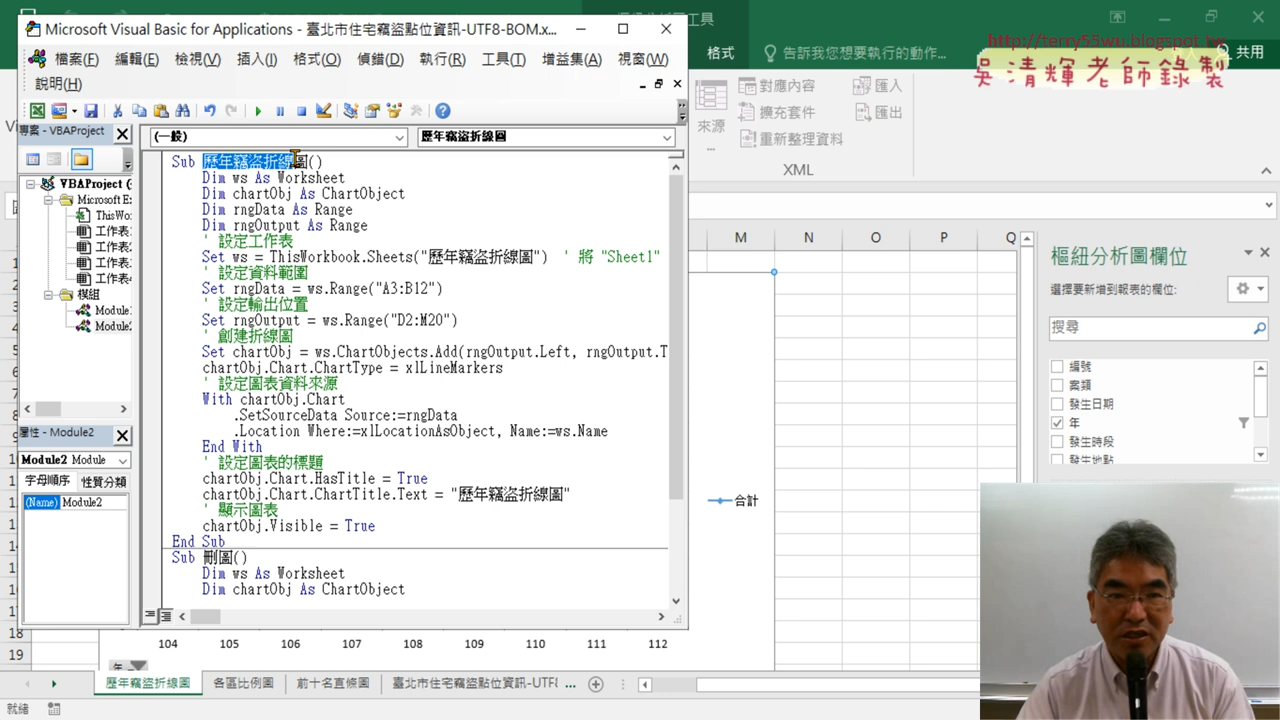 Microsoft Visual Basic for Applications - 臺北市住宅竊盜點位資訊-UTF8-BOM.x...
檔案(F) 編輯(E) 檢視(V) 插入(I) 格式(O) 偵錯(D) 執行(R) 工具(T) 增益集(A) 視窗(W)
說明(H)
專案 - VBAProject
(一般)
歷年竊盜折線圖
VBAProject (
Microsoft Ex
ThisWo
工作表
工作表
工作表
工作表
模組
Module
Module
屬性 - Module2
Module2 Module
字母順序 性質分類
(Name) Module2
Sub 歷年竊盜折線圖()
Dim ws As Worksheet
Dim chartObj As ChartObject
Dim rngData As Range
Dim rngOutput As Range
' 設定工作表
Set ws = ThisWorkbook.Sheets("歷年竊盜折線圖") ' 將 "Sheet1"
' 設定資料範圍
Set rngData = ws.Range("A3:B12")
' 設定輸出位置
Set rngOutput = ws.Range("D2:M20")
' 創建折線圖
Set chartObj = ws.ChartObjects.Add(rngOutput.Left, rngOutput.T
chartObj.Chart.ChartType = xlLineMarkers
' 設定圖表資料來源
With chartObj.Chart
.SetSourceData Source:=rngData
.Location Where:=xlLocationAsObject, Name:=ws.Name
End With
' 設定圖表的標題
chartObj.Chart.HasTitle = True
chartObj.Chart.ChartTitle.Text = "歷年竊盜折線圖"
' 顯示圖表
chartObj.Visible = True
End Sub
Sub 刪圖()
Dim ws As Worksheet
Dim chartObj As ChartObject
格式 告訴我您想要執行的動作... 共用
http://terry55wu.blogspot.tw
吳清輝老師錄製
來源
...
對應內容
擴充套件
重新整理資料
匯入
匯出
XML
M N O P Q
合計
樞紐分析圖欄位
選擇要新增到報表的欄位:
搜尋
編號
案類
發生日期
年
發生時段
發生地點
18
19
104 105 106 107 108 109 110 111 112
年
歷年竊盜折線圖 各區比例圖 前十名直條圖 臺北市住宅竊盜點位資訊-UTF8 ...
就緒